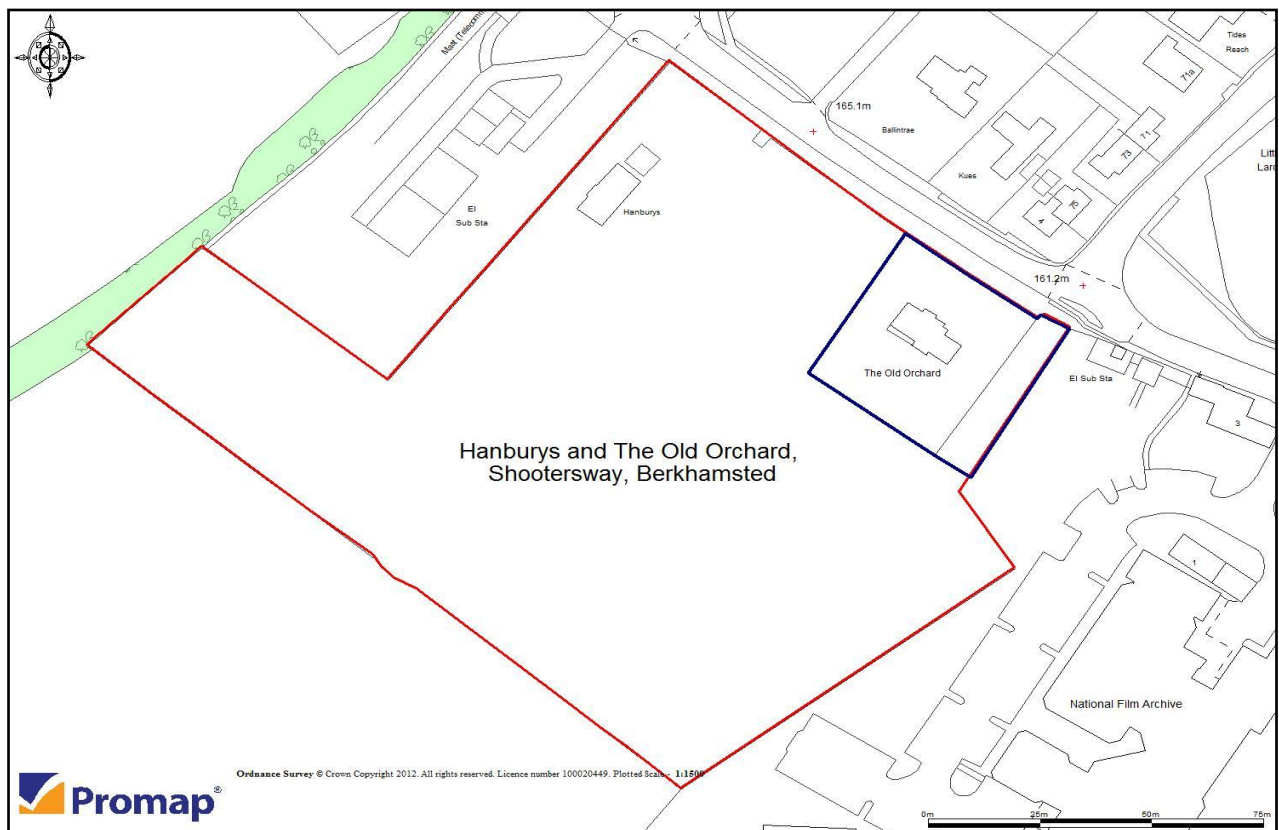 Mast (Telecomm
Tides
Reach
71a
165.1m
Ballintrae
71
73
Kues
75
4
El
Sub Sta
Hanburys
161.2m
The Old Orchard
El Sub Sta
3
Hanburys and The Old Orchard,
Shootersway, Berkhamsted
1
National Film Archive
Ordnance Survey © Crown Copyright 2012. All rights reserved. Licence number 100020449. Plotted Scale - 1:1500
Promap®
0m 25m 50m 75m